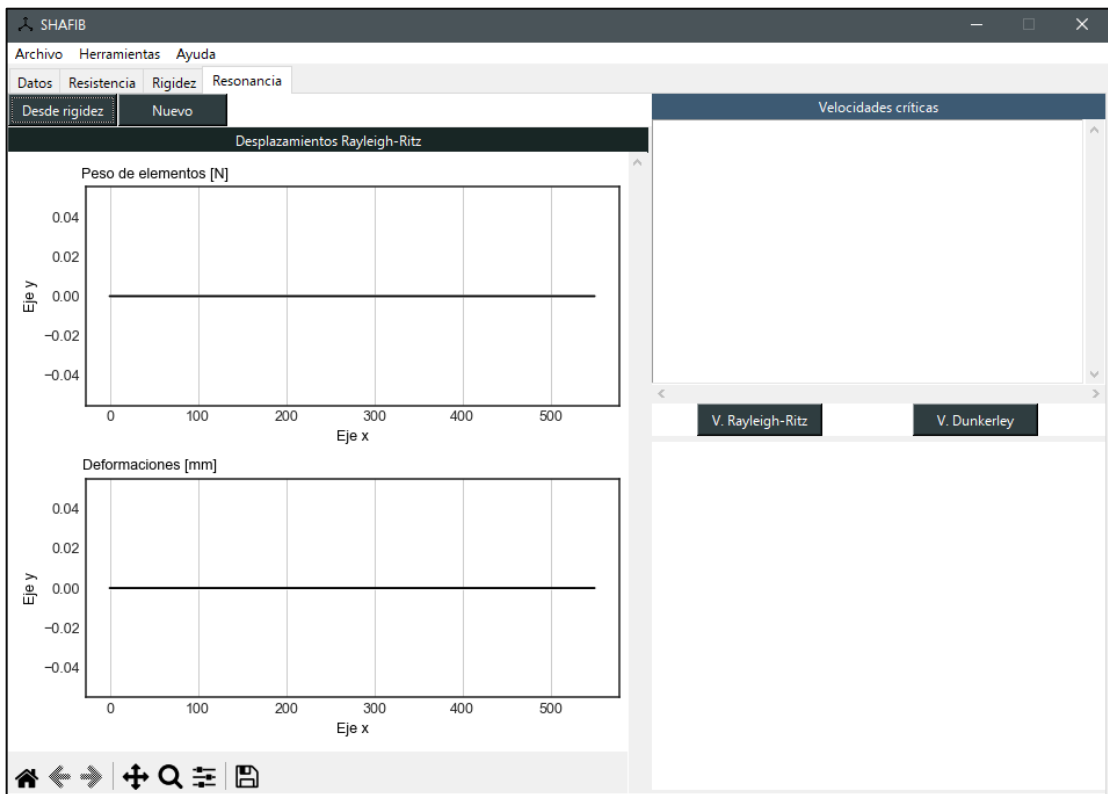 SHAFIB
Archivo Herramientas Ayuda
Datos Resistencia Rigidez Resonancia
Desde rigidez Nuevo
Desplazamientos Rayleigh-Ritz
Peso de elementos [N]
Eje y
0.04
0.02
0.00
−0.02
−0.04
0 100 200 300 400 500
Eje x
Deformaciones [mm]
Eje y
0.04
0.02
0.00
−0.02
−0.04
0 100 200 300 400 500
Eje x
Velocidades críticas
V. Rayleigh-Ritz V. Dunkerley